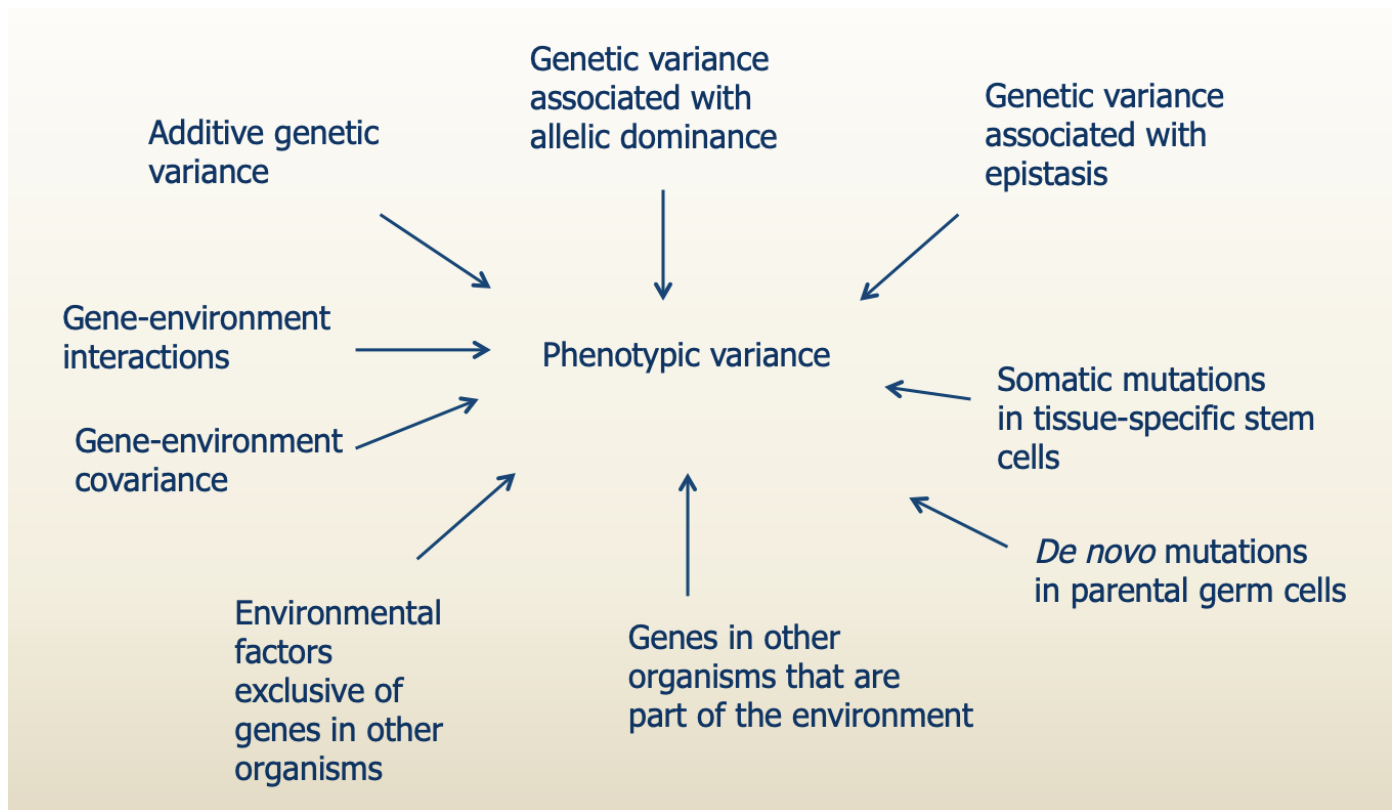 Genetic variance
associated with
allelic dominance
Genetic variance
associated with
epistasis
Additive genetic
variance
Gene-environment
interactions
Phenotypic variance
Somatic mutations
in tissue-specific stem
cells
Gene-environment
covariance
De novo mutations
in parental germ cells
Environmental
factors
exclusive of
genes in other
organisms
Genes in other
organisms that are
part of the environment